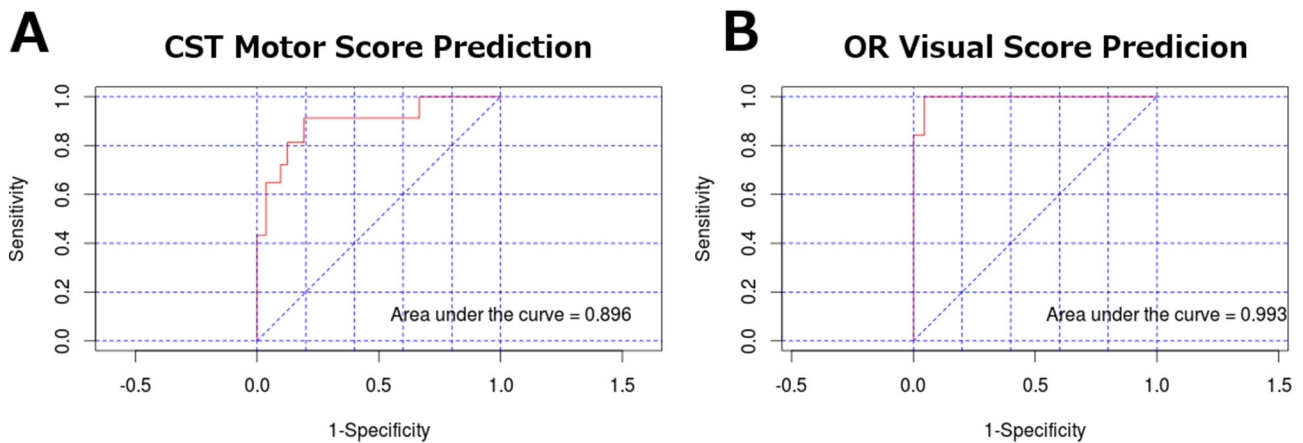 A
CST Motor Score Prediction
Sensitivity
1.0
0.8
0.6
0.4
0.2
0.0
Area under the curve = 0.896
-0.5 0.0 0.5 1.0 1.5
1-Specificity
B
OR Visual Score Predicion
Sensitivity
1.0
0.8
0.6
0.4
0.2
0.0
Area under the curve = 0.993
-0.5 0.0 0.5 1.0 1.5
1-Specificity